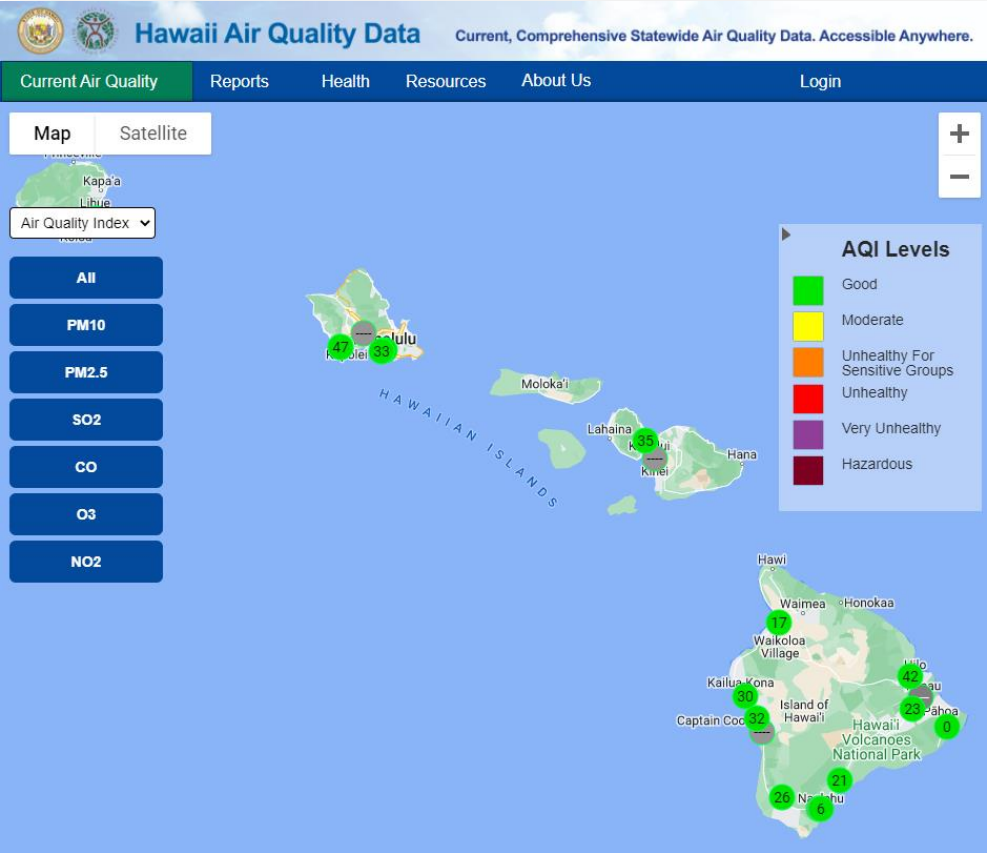 Hawaii Air Quality Data
Current, Comprehensive Statewide Air Quality Data. Accessible Anywhere.
Current Air Quality Reports Health Resources About Us Login
Map Satellite
+
−
Kapa'a
Lihue
Air Quality Index
All
PM10
PM2.5
SO2
CO
O3
NO2
AQI Levels
Good
Moderate
Unhealthy For
Sensitive Groups
Unhealthy
Very Unhealthy
Hazardous
----
47
33
Moloka'i
HAWAIIAN ISLANDS
Lahaina
35
----
Kihei
Hana
Hawi
Waimea
Honokaa
17
Waikoloa
Village
Kailua-Kona
30
Captain Coo
32
----
Island of
Hawai'i
42
23
Pāhoa
0
Hawai'i
Volcanoes
National Park
21
26
6